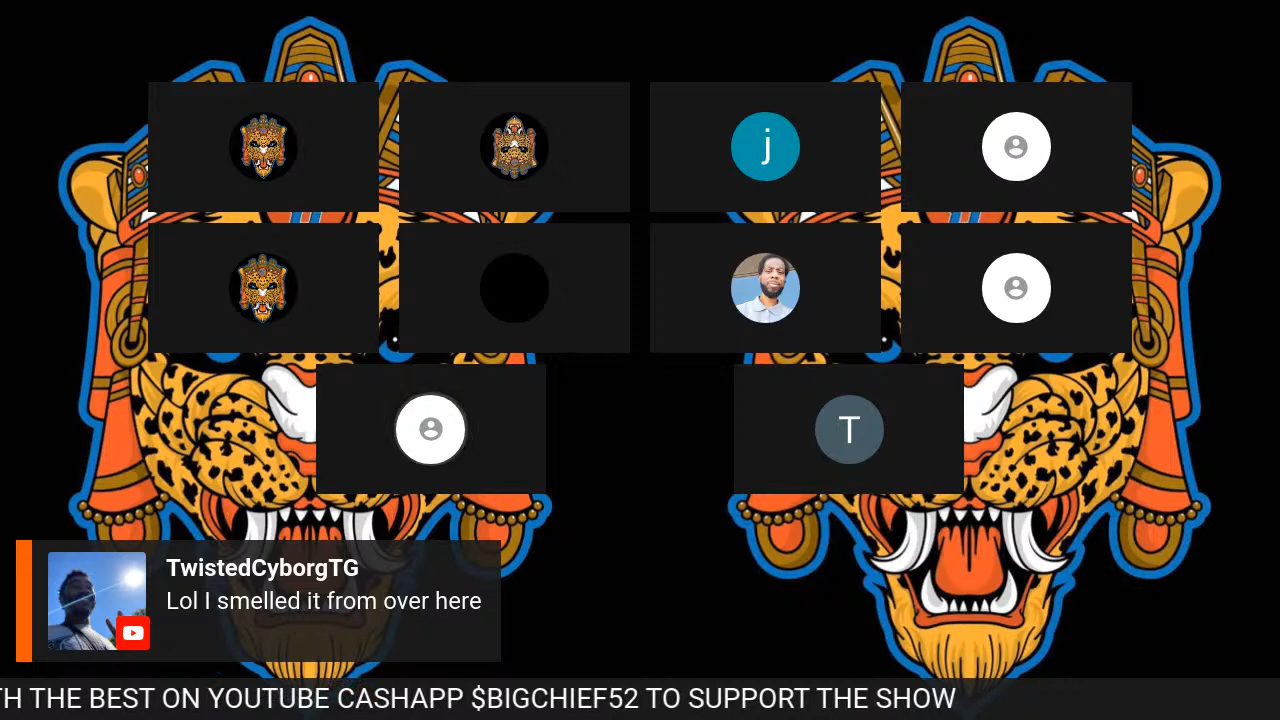 j
T
TwistedCyborgTG
Lol I smelled it from over here
TH THE BEST ON YOUTUBE CASHAPP $BIGCHIEF52 TO SUPPORT THE SHOW